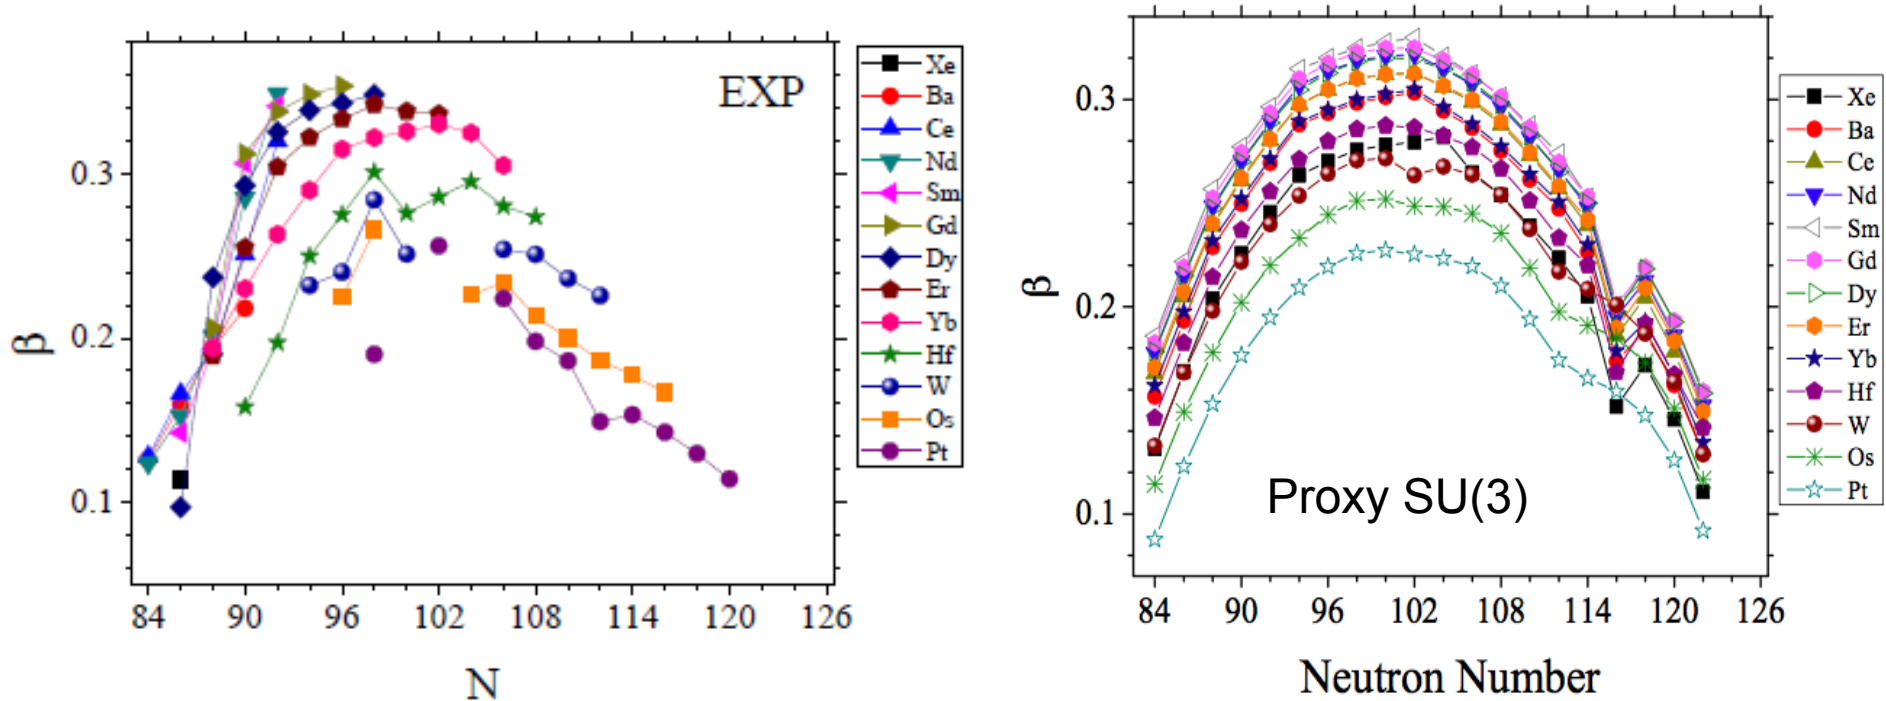 EXP
β
0.3
0.2
0.1
84 90 96 102 108 114 120 126
N
Xe
Ba
Ce
Nd
Sm
Gd
Dy
Er
Yb
Hf
W
Os
Pt
Proxy SU(3)
β
0.3
0.2
0.1
84 90 96 102 108 114 120 126
Neutron Number
Xe
Ba
Ce
Nd
Sm
Gd
Dy
Er
Yb
Hf
W
Os
Pt